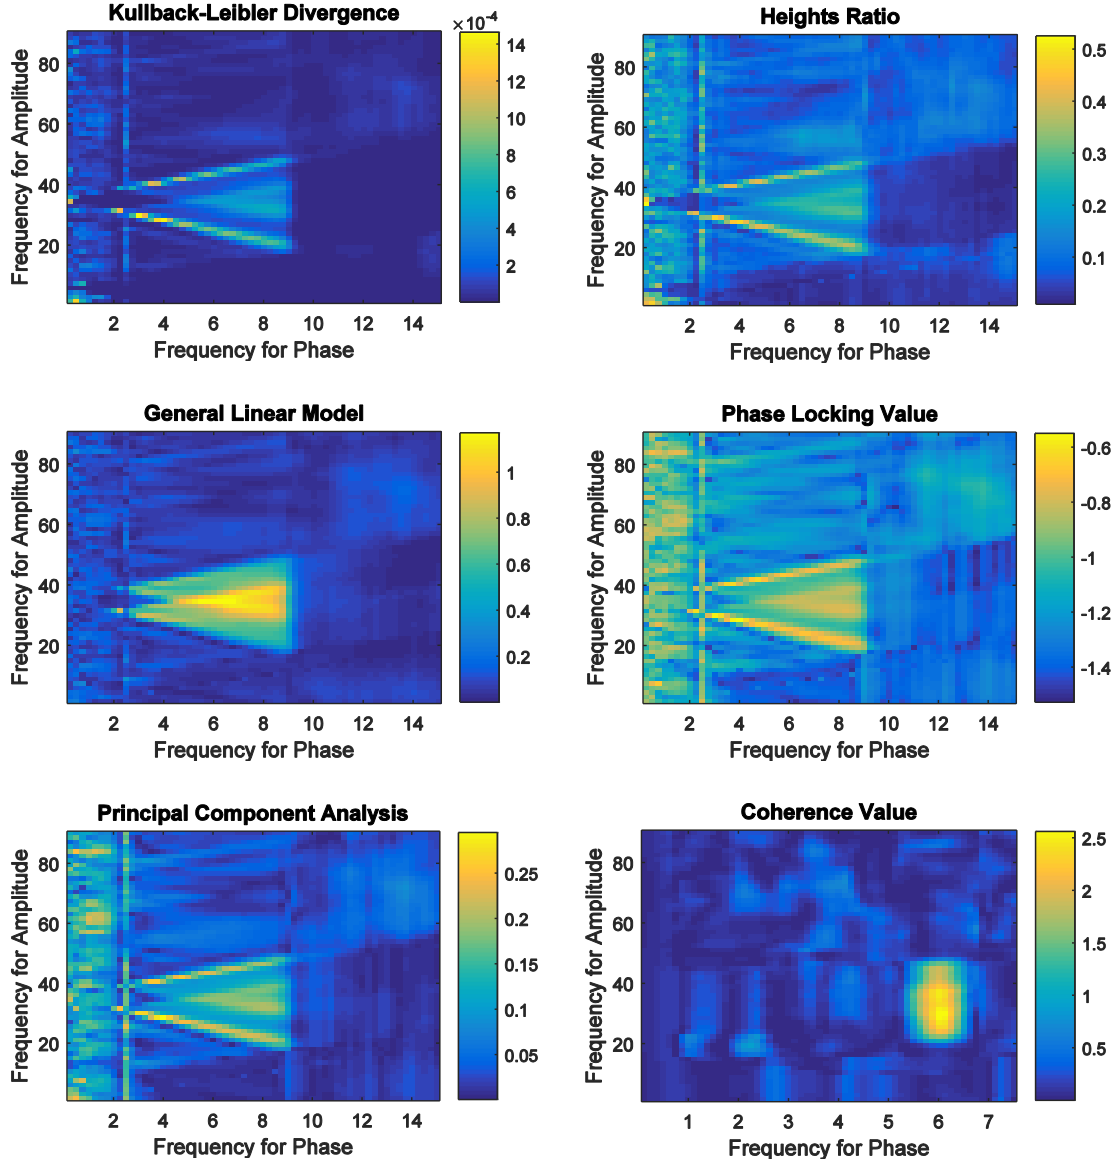 Kullback-Leibler Divergence
×10-4
80
60
40
20
14
12
10
8
6
4
2
2 4 6 8 10 12 14
Frequency for Phase
Frequency for Amplitude
Heights Ratio
80
60
40
20
0.5
0.4
0.3
0.2
0.1
2 4 6 8 10 12 14
Frequency for Phase
Frequency for Amplitude
General Linear Model
80
60
40
20
1
0.8
0.6
0.4
0.2
2 4 6 8 10 12 14
Frequency for Phase
Frequency for Amplitude
Phase Locking Value
80
60
40
20
-0.6
-0.8
-1
-1.2
-1.4
2 4 6 8 10 12 14
Frequency for Phase
Frequency for Amplitude
Principal Component Analysis
80
60
40
20
0.25
0.2
0.15
0.1
0.05
2 4 6 8 10 12 14
Frequency for Phase
Frequency for Amplitude
Coherence Value
80
60
40
20
2.5
2
1.5
1
0.5
1 2 3 4 5 6 7
Frequency for Phase
Frequency for Amplitude